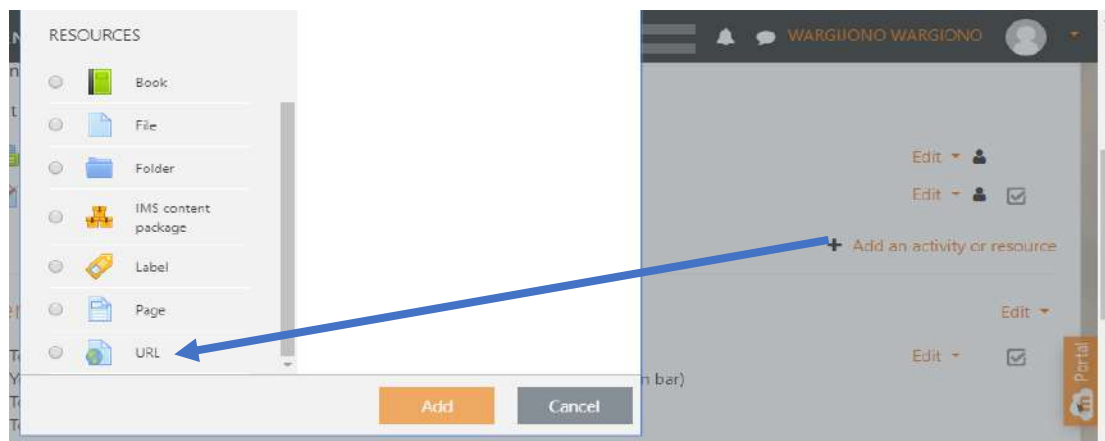 RESOURCES
WARGIJONO WARGIONO
Book
File
Folder
Edit
IMS content
package
Edit
Label
Add an activity or resource
Page
Edit
URL
Edit
n bar)
Add
Cancel
Portal